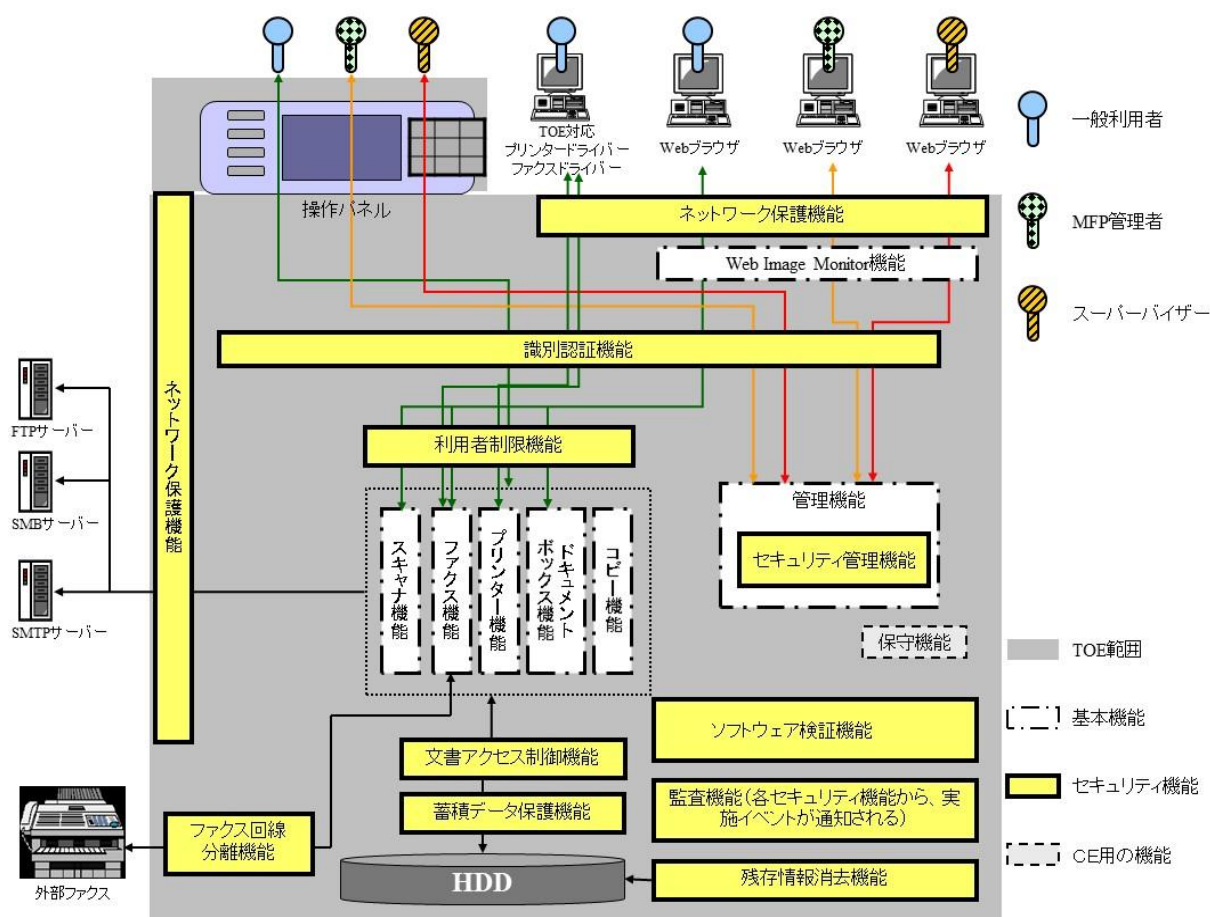 TOE対応
プリンタードライバー
ファクスドライバー
Webブラウザ
Webブラウザ
Webブラウザ
一般利用者
操作パネル
ネットワーク保護機能
MFP管理者
Web Image Monitor機能
スーパーバイザー
識別認証機能
ネットワーク保護機能
FTPサーバー
SMBサーバー
SMTPサーバー
利用者制限機能
スキャナ機能
ファクス機能
プリンター機能
ドキュメント
ボックス機能
コピー機能
管理機能
セキュリティ管理機能
保守機能
TOE範囲
基本機能
セキュリティ機能
CE用の機能
文書アクセス制御機能
蓄積データ保護機能
ソフトウェア検証機能
監査機能(各セキュリティ機能から、実
施イベントが通知される)
残存情報消去機能
HDD
ファクス回線
分離機能
外部ファクス